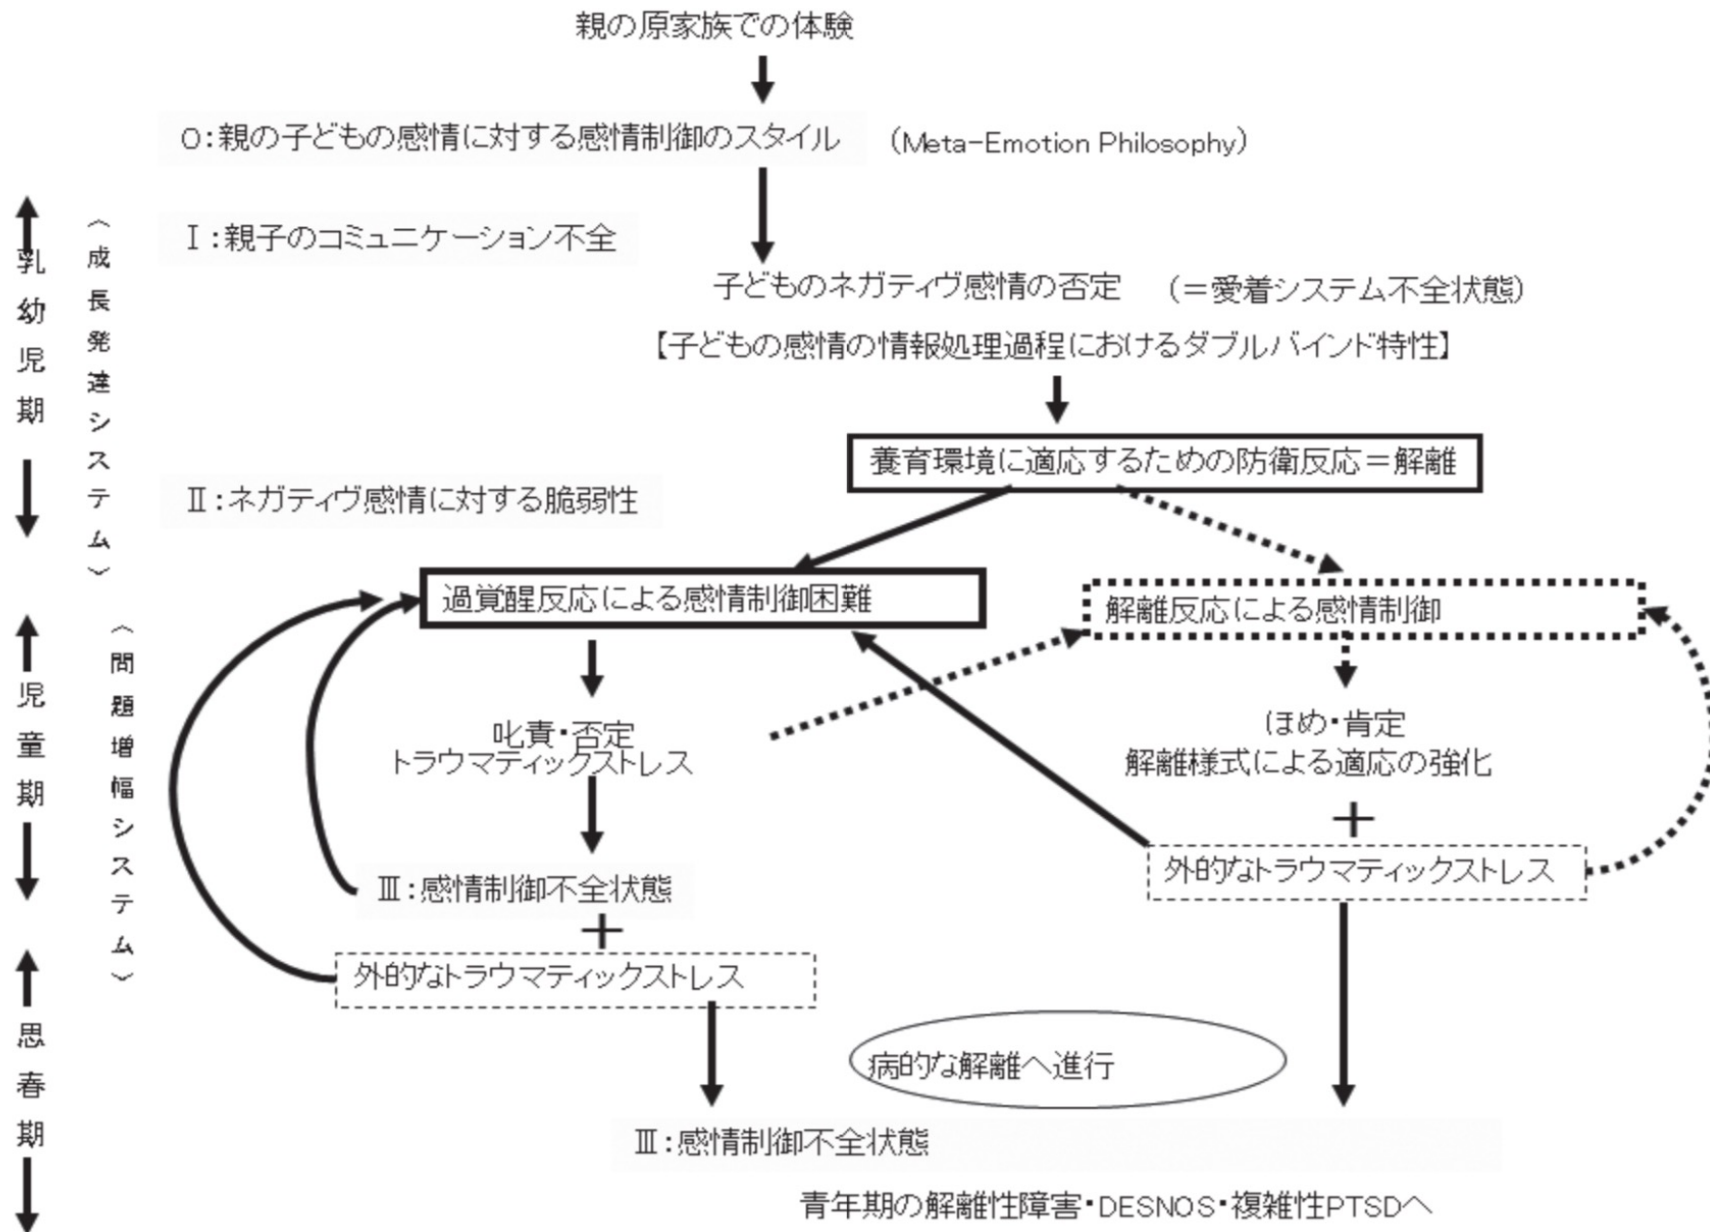 親の原家族での体験
0:親の子どもの感情に対する感情制御のスタイル (Meta-Emotion Philosophy)
Ⅰ:親子のコミュニケーション不全
子どものネガティヴ感情の否定 (=愛着システム不全状態)
【子どもの感情の情報処理過程におけるダブルバインド特性】
養育環境に適応するための防衛反応=解離
Ⅱ:ネガティヴ感情に対する脆弱性
乳幼児期
〈成長発達システム〉
過覚醒反応による感情制御困難
解離反応による感情制御
叱責・否定
トラウマティックストレス
ほめ・肯定
解離様式による適応の強化
+
外的なトラウマティックストレス
児童期
〈問題増幅システム〉
Ⅲ:感情制御不全状態
+
外的なトラウマティックストレス
思春期
病的な解離へ進行
Ⅲ:感情制御不全状態
青年期の解離性障害・DESNOS・複雑性PTSDへ